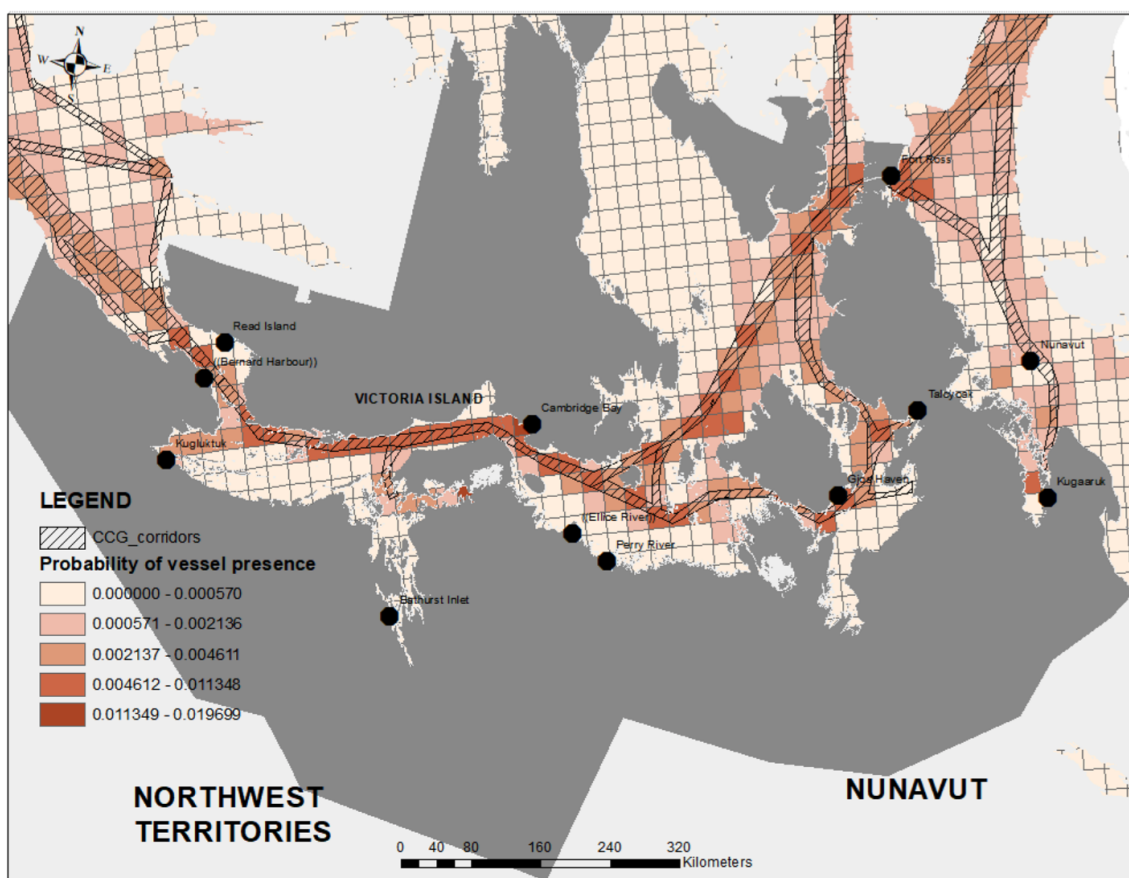 N
W E
S
Fort Ross
Read Island
((Bernard Harbour))
Nunavut
VICTORIA ISLAND
Cambridge Bay
Taloyoak
Kugluktuk
Gjoa Haven
Kugaaruk
((Ellice River))
Perry River
Bathurst Inlet
LEGEND
CCG_corridors
Probability of vessel presence
0.000000 - 0.000570
0.000571 - 0.002136
0.002137 - 0.004611
0.004612 - 0.011348
0.011349 - 0.019699
NORTHWEST
TERRITORIES
NUNAVUT
0 40 80 160 240 320
Kilometers